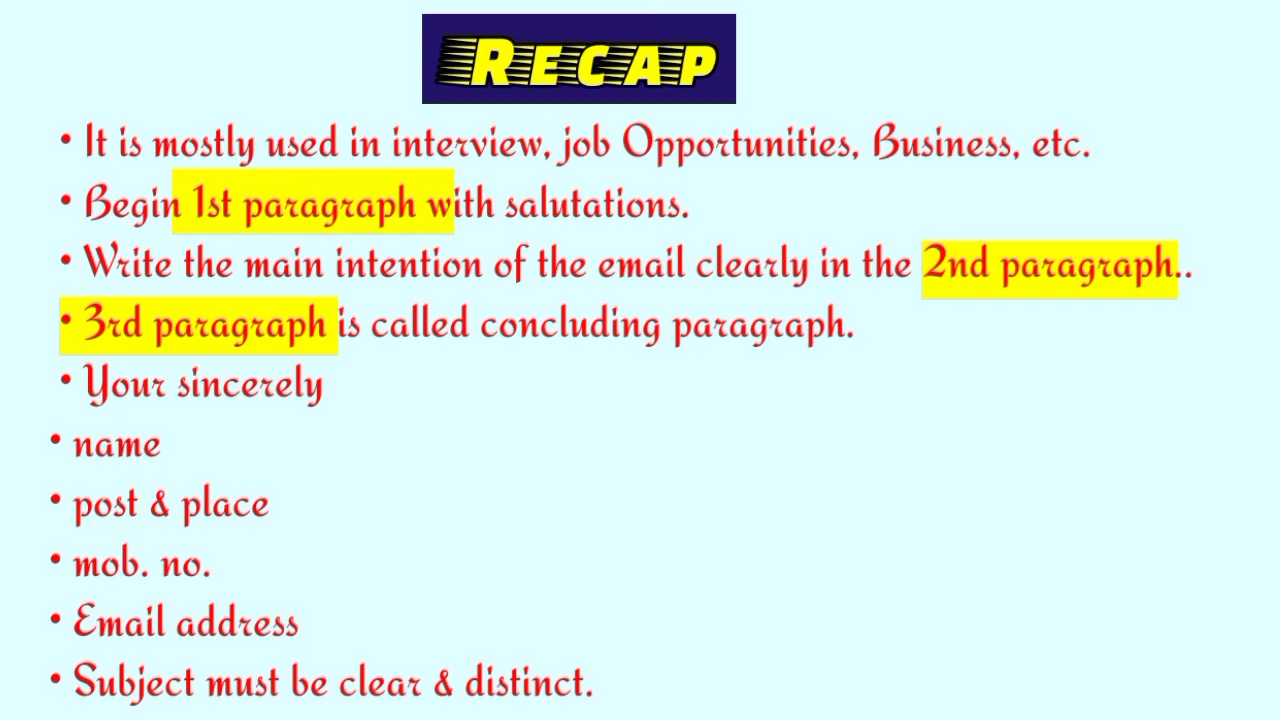 RECAP
• It is mostly used in interview, job Opportunities, Business, etc.
• Begin 1st paragraph with salutations.
• Write the main intention of the email clearly in the 2nd paragraph..
• 3rd paragraph is called concluding paragraph.
• Your sincerely
• name
• post & place
• mob. no.
• Email address
• Subject must be clear & distinct.